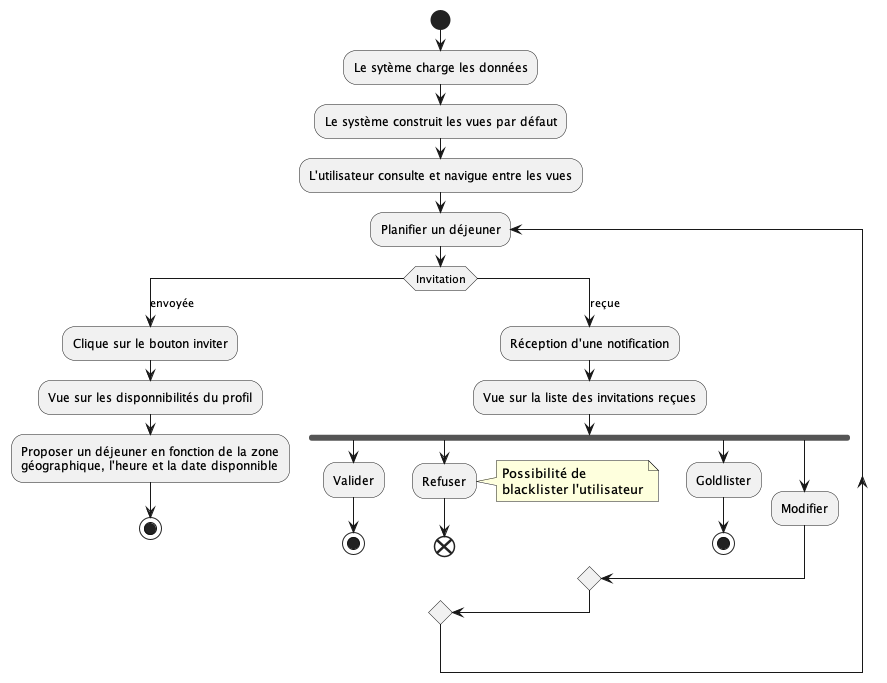 Le sytème charge les données
Le système construit les vues par défaut
L'utilisateur consulte et navigue entre les vues
Planifier un déjeuner
Invitation
envoyée
reçue
Clique sur le bouton inviter
Réception d'une notification
Vue sur les disponnibilités du profil
Vue sur la liste des invitations reçues
Proposer un déjeuner en fonction de la zone
géographique, l'heure et la date disponnible
Valider
Refuser
Possibilité de
blacklister l'utilisateur
Goldlister
Modifier